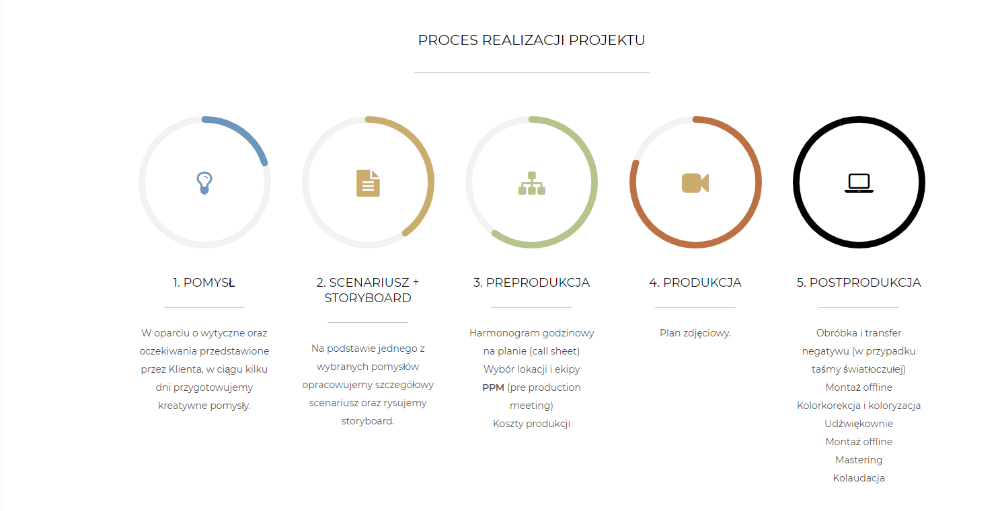 PROCES REALIZACJI PROJEKTU
1. POMYSŁ
W oparciu o wytyczne oraz
oczekiwania przedstawione
przez Klienta, w ciągu kilku
dni przygotowujemy
kreatywne pomysły.
2. SCENARIUSZ +
STORYBOARD
Na podstawie jednego z
wybranych pomysłów
opracowujemy szczegółowy
scenariusz oraz rysujemy
storyboard.
3. PREPRODUKCJA
Harmonogram godzinowy
na planie (call sheet)
Wybór lokacji i ekipy
PPM (pre production
meeting)
Koszty produkcji
4. PRODUKCJA
Plan zdjęciowy.
5. POSTPRODUKCJA
Obróbka i transfer
negatywu (w przypadku
taśmy światłoczułej)
Montaż offline
Kolorkorekcja i koloryzacja
Udźwiękownie
Montaż offline
Mastering
Kolaudacja